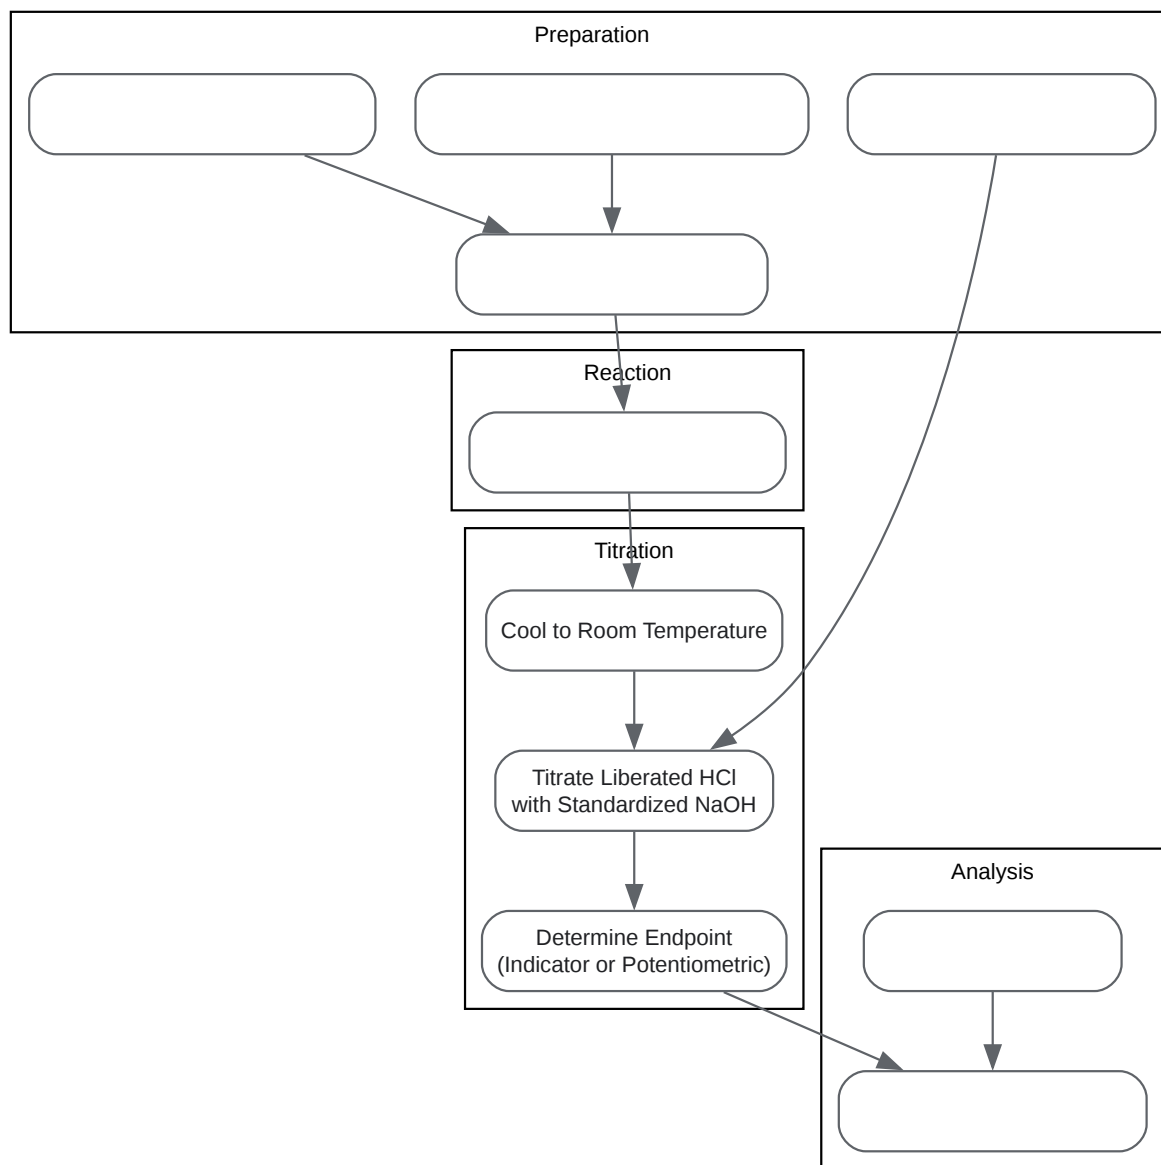 Preparation
Reaction
Titration
Cool to Room Temperature
Titrate Liberated HCl
with Standardized NaOH
Determine Endpoint
(Indicator or Potentiometric)
Analysis